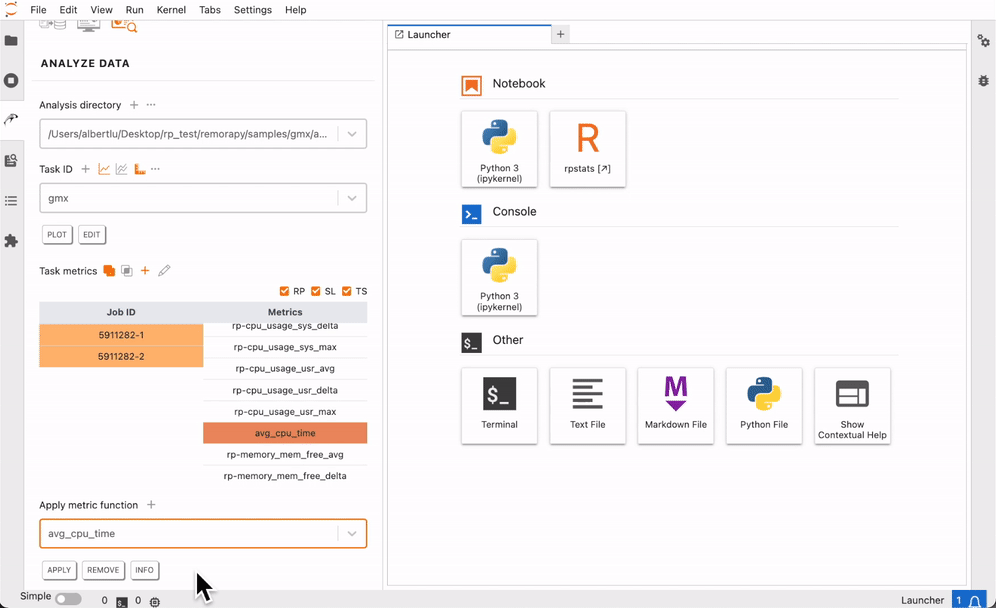 File Edit View Run Kernel Tabs Settings Help
Launcher
ANALYZE DATA
Analysis directory
/Users/albertlu/Desktop/rp_test/remorapy/samples/gmx/a...
Task ID
gmx
PLOT EDIT
Task metrics
RP SL TS
Job ID Metrics
rp-cpu_usage_sys_delta
5911282-1
rp-cpu_usage_sys_max
5911282-2
rp-cpu_usage_usr_avg
rp-cpu_usage_usr_delta
rp-cpu_usage_usr_max
avg_cpu_time
rp-memory_mem_free_avg
rp-memory_mem_free_delta
Apply metric function
avg_cpu_time
APPLY REMOVE INFO
Notebook
Python 3
(ipykernel)
R
rpstats [↗]
Console
Python 3
(ipykernel)
$_ Other
$_
Terminal
Text File
M
Markdown File
Python File
Show
Contextual Help
Simple 0 $_ 0 Launcher 1